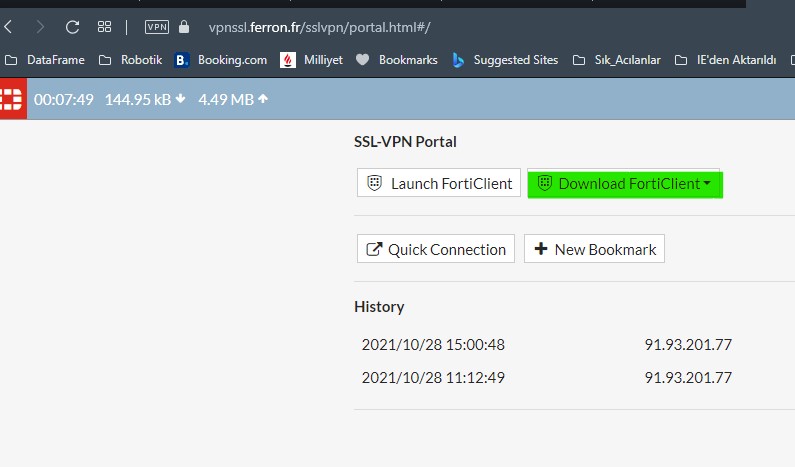 VPN vpnssl.ferron.fr/sslvpn/portal.html#/
DataFrame Robotik B. Booking.com Milliyet Bookmarks Suggested Sites Sık_Acılanlar IE'den Aktarıldı
00:07:49 144.95 kB 4.49 MB
SSL-VPN Portal
Launch FortiClient Download FortiClient
Quick Connection New Bookmark
History
2021/10/28 15:00:48 91.93.201.77
2021/10/28 11:12:49 91.93.201.77